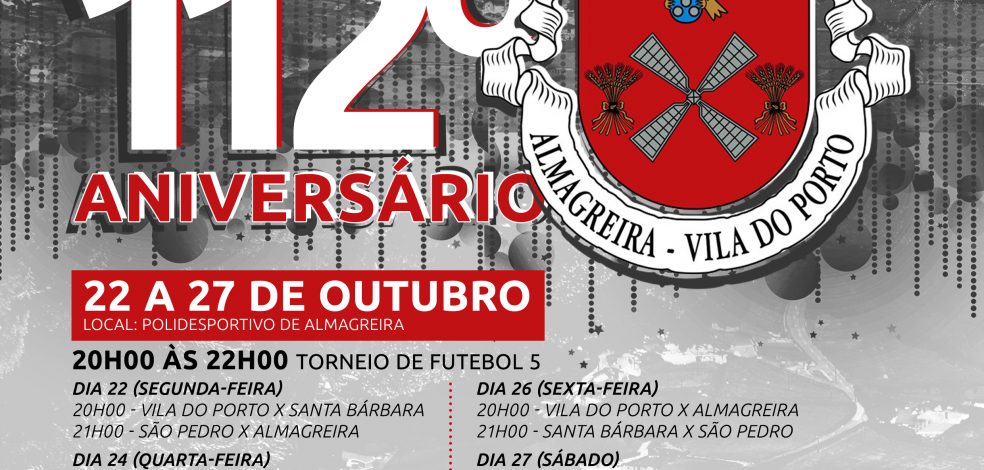 112º
ANIVERSÁRIO
ALMAGREIRA - VILA DO PORTO
22 A 27 DE OUTUBRO
LOCAL: POLIDESPORTIVO DE ALMAGREIRA
20H00 ÀS 22H00 TORNEIO DE FUTEBOL 5
DIA 22 (SEGUNDA-FEIRA)
20H00 - VILA DO PORTO X SANTA BÁRBARA
21H00 - SÃO PEDRO X ALMAGREIRA
DIA 24 (QUARTA-FEIRA)
DIA 26 (SEXTA-FEIRA)
20H00 - VILA DO PORTO X ALMAGREIRA
21H00 - SANTA BÁRBARA X SÃO PEDRO
DIA 27 (SÁBADO)